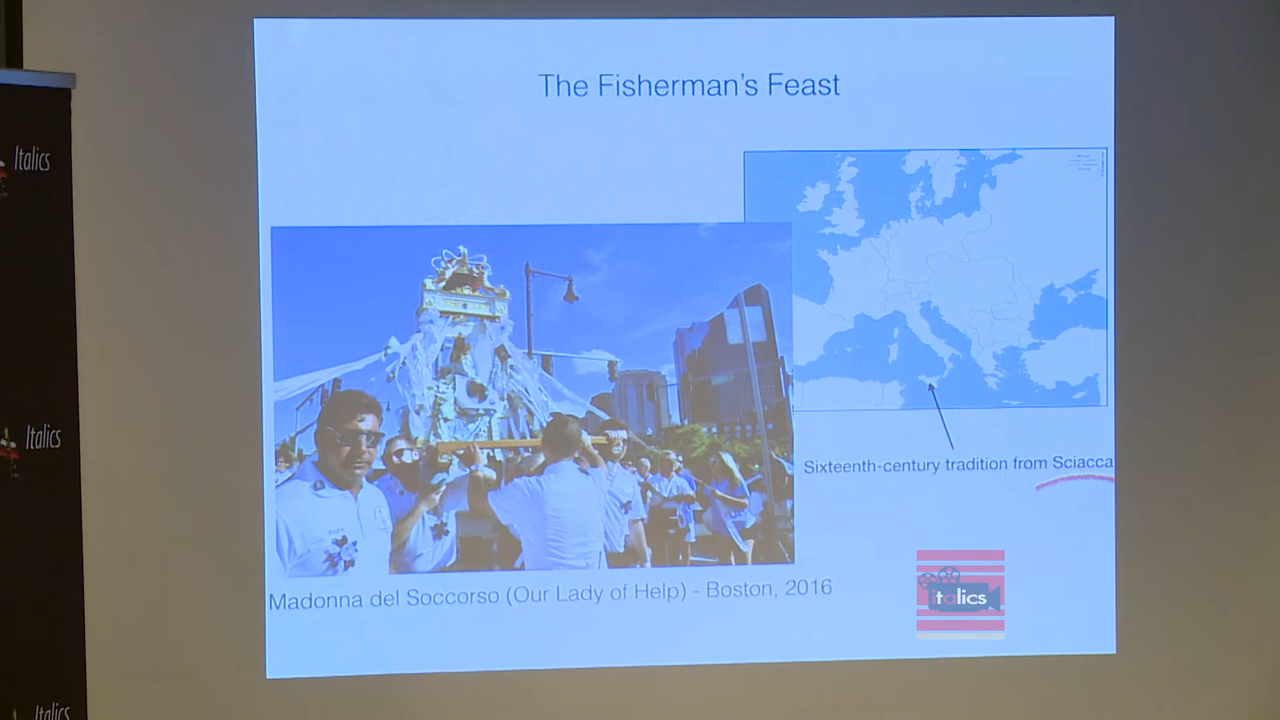 The Fisherman's Feast
Italics
Italics
Italics
Sixteenth-century tradition from Sciacca
Madonna del Soccorso (Our Lady of Help) - Boston, 2016
italics